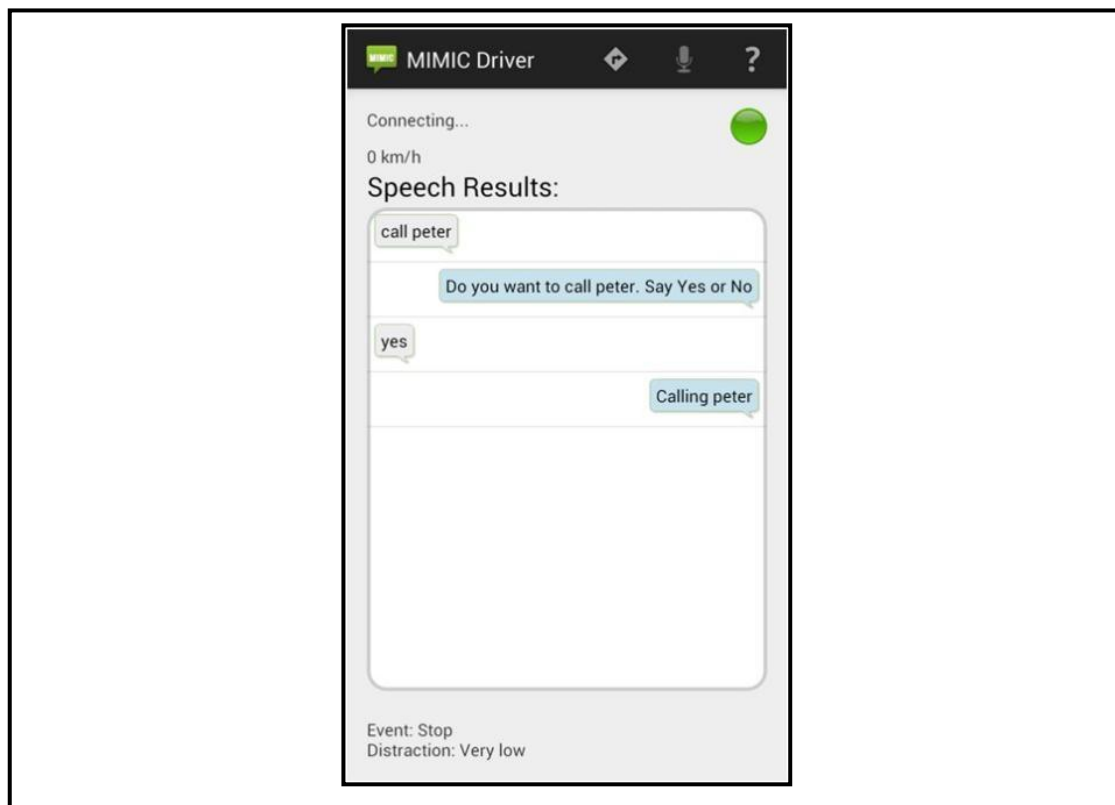 MIMIC MIMIC Driver ?
Connecting...
0 km/h
Speech Results:
call peter
Do you want to call peter. Say Yes or No
yes
Calling peter
Event: Stop
Distraction: Very low